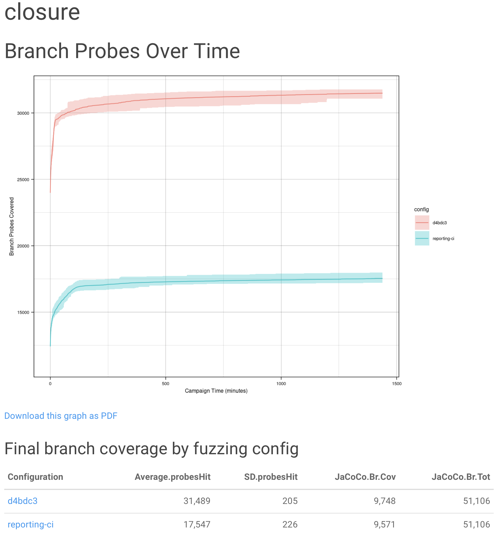 closure
Branch Probes Over Time
30000
25000
20000
15000
Branch Probes Covered
0
500
1000
1500
Campaign Time (minutes)
config
d4bdc3
reporting-ci
Download this graph as PDF
Final branch coverage by fuzzing config
Configuration Average.probesHit SD.probesHit JaCoCo.Br.Cov JaCoCo.Br.Tot
d4bdc3 31,489 205 9,748 51,106
reporting-ci 17,547 226 9,571 51,106